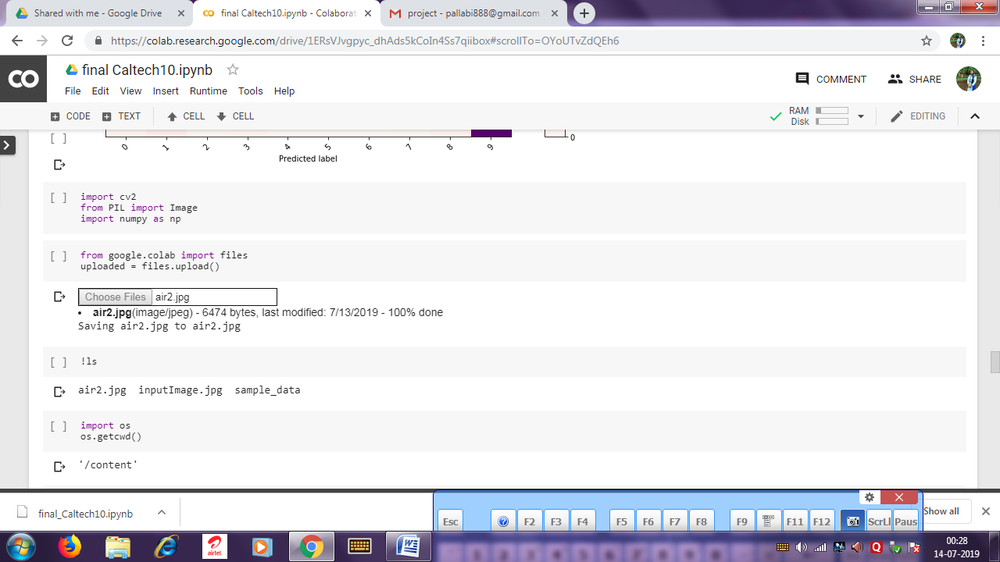 Shared with me - Google Drive
final Caltech10.ipynb - Colaborat
project - pallabi888@gmail.com
https://colab.research.google.com/drive/1ERsVJvgpyc_dhAds5kCoIn4Ss7qiibox#scrollTo=OYoUTvZdQEh6
CO
final Caltech10.ipynb
COMMENT
SHARE
File Edit View Insert Runtime Tools Help
CODE TEXT CELL CELL
RAM
Disk
EDITING
[ ]
0 1 2 3 4 5 6 7 8 9
0
Predicted label
[ ] import cv2
from PIL import Image
import numpy as np
[ ] from google.colab import files
uploaded = files.upload()
Choose Files air2.jpg
• air2.jpg(image/jpeg) - 6474 bytes, last modified: 7/13/2019 - 100% done
Saving air2.jpg to air2.jpg
[ ] !ls
air2.jpg inputImage.jpg sample_data
[ ] import os
os.getcwd()
'/content'
final_Caltech10.ipynb
Show all
Esc F2 F3 F4 F5 F6 F7 F8 F9 F11 F12 ScrLl Paus
airtel
00:28
14-07-2019